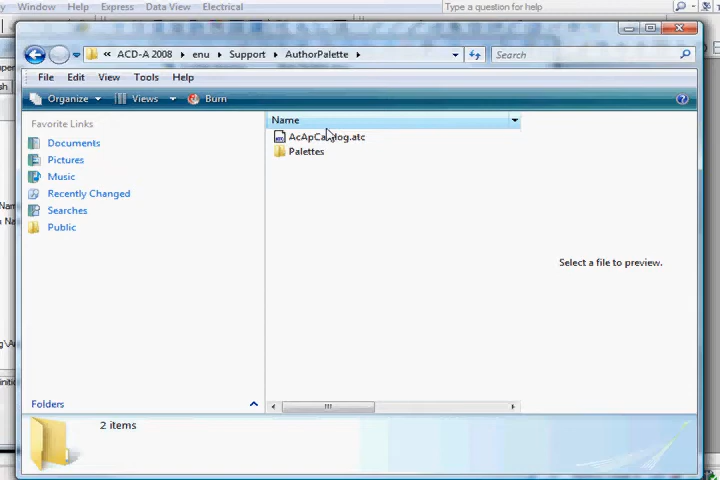 Window Help Express Data View Electrical Type a question for help
« ACD-A 2008 enu Support AuthorPalette Search
File Edit View Tools Help
Organize Views Burn
Favorite Links
Documents
Pictures
Music
Recently Changed
Searches
Public
Folders
Name
Palettes
Select a file to preview.
2 items